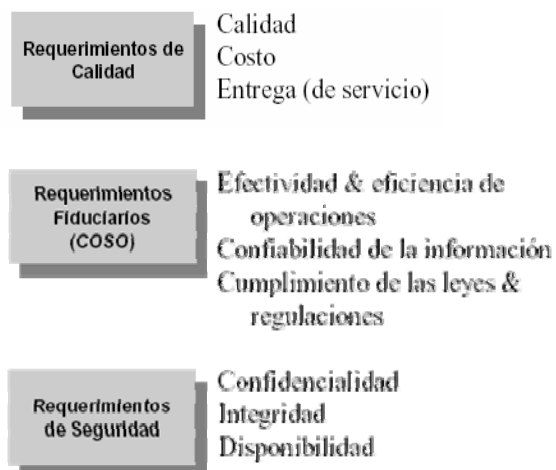 Requerimientos de
Calidad
Calidad
Costo
Entrega (de servicio)
Requerimientos
Fiduciarios
(COSO)
Efectividad & eficiencia de
operaciones
Confiabilidad de la información
Cumplimiento de las leyes &
regulaciones
Requerimientos
de Seguridad
Confidencialidad
Integridad
Disponibilidad